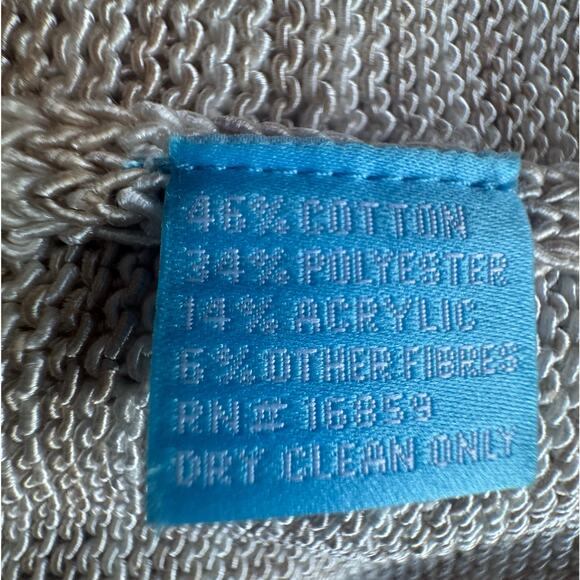 46% COTTON
34% POLYESTER
14% ACRYLIC
6% OTHER FIBRES
RN# 16859
DRY CLEAN ONLY